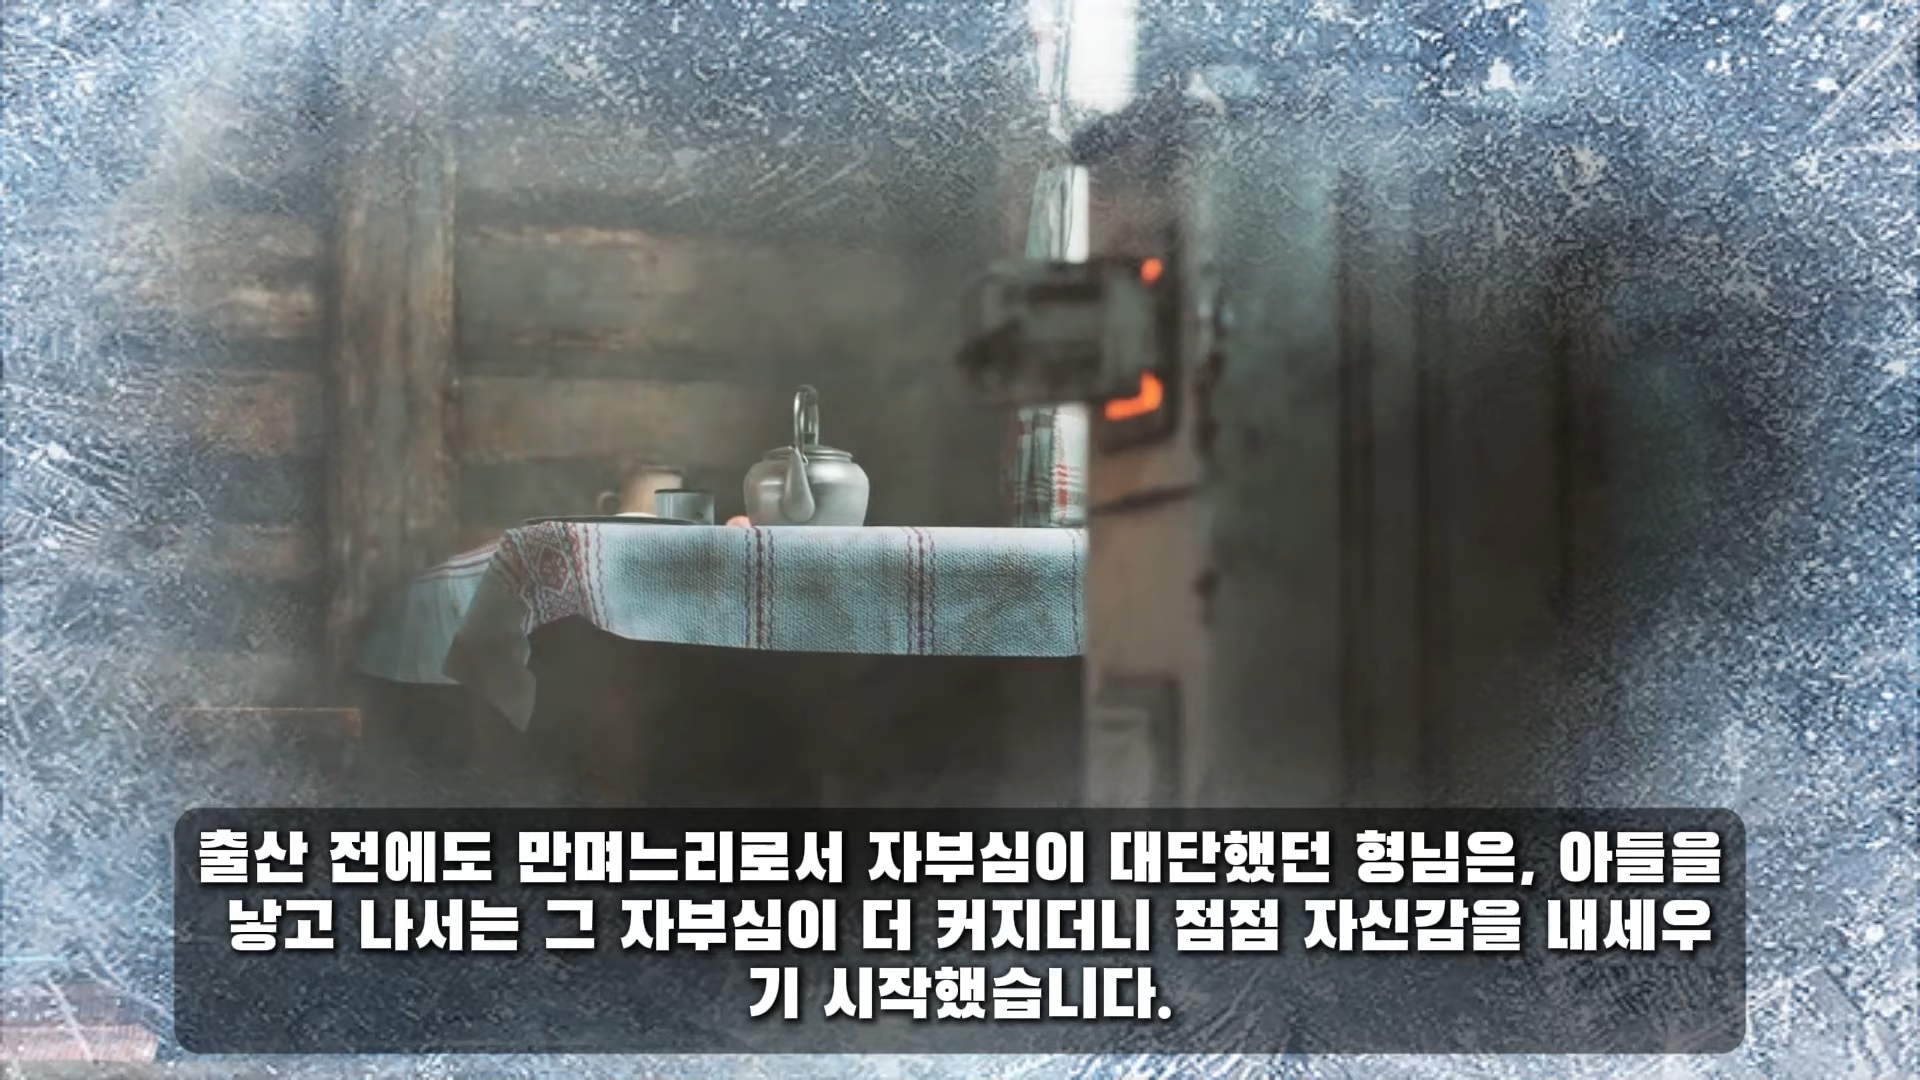 출산 전에도 만며느리로서 자부심이 대단했던 형님은, 아들을
낳고 나서는 그 자부심이 더 커지더니 점점 자신감을 내세우
기 시작했습니다.